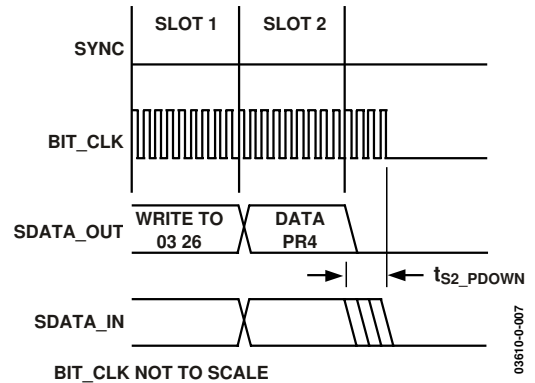 SLOT 1 SLOT 2
SYNC
BIT_CLK
SDATA_OUT
WRITE TO
03 26
DATA
PR4
tS2_PDOWN
SDATA_IN
BIT_CLK NOT TO SCALE
03610-0-007